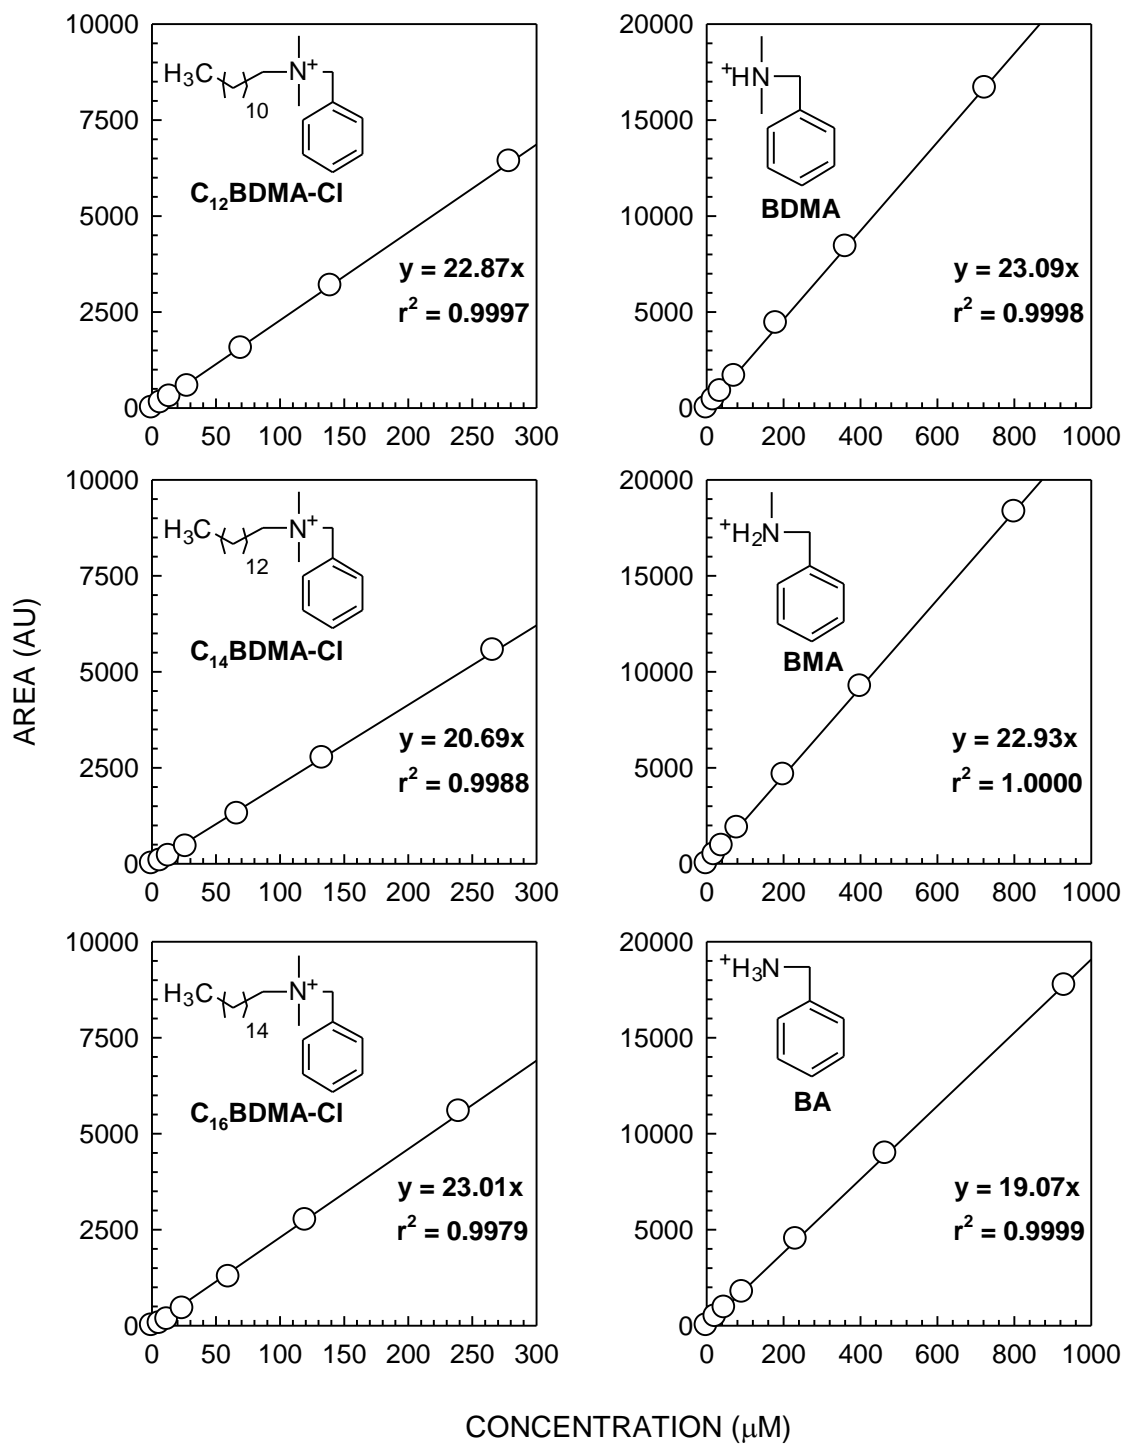 AREA (AU)
10000
7500
5000
2500
0
H₃C
10
N⁺
C₁₂BDMA-Cl
y = 22.87x
r² = 0.9997
0 50 100 150 200 250 300
20000
15000
10000
5000
0
⁺HN
BDMA
y = 23.09x
r² = 0.9998
0 200 400 600 800 1000
10000
7500
5000
2500
0
H₃C
12
N⁺
C₁₄BDMA-Cl
y = 20.69x
r² = 0.9988
0 50 100 150 200 250 300
20000
15000
10000
5000
0
⁺H₂N
BMA
y = 22.93x
r² = 1.0000
0 200 400 600 800 1000
10000
7500
5000
2500
0
H₃C
14
N⁺
C₁₆BDMA-Cl
y = 23.01x
r² = 0.9979
0 50 100 150 200 250 300
20000
15000
10000
5000
0
⁺H₃N
BA
y = 19.07x
r² = 0.9999
0 200 400 600 800 1000
CONCENTRATION (μM)